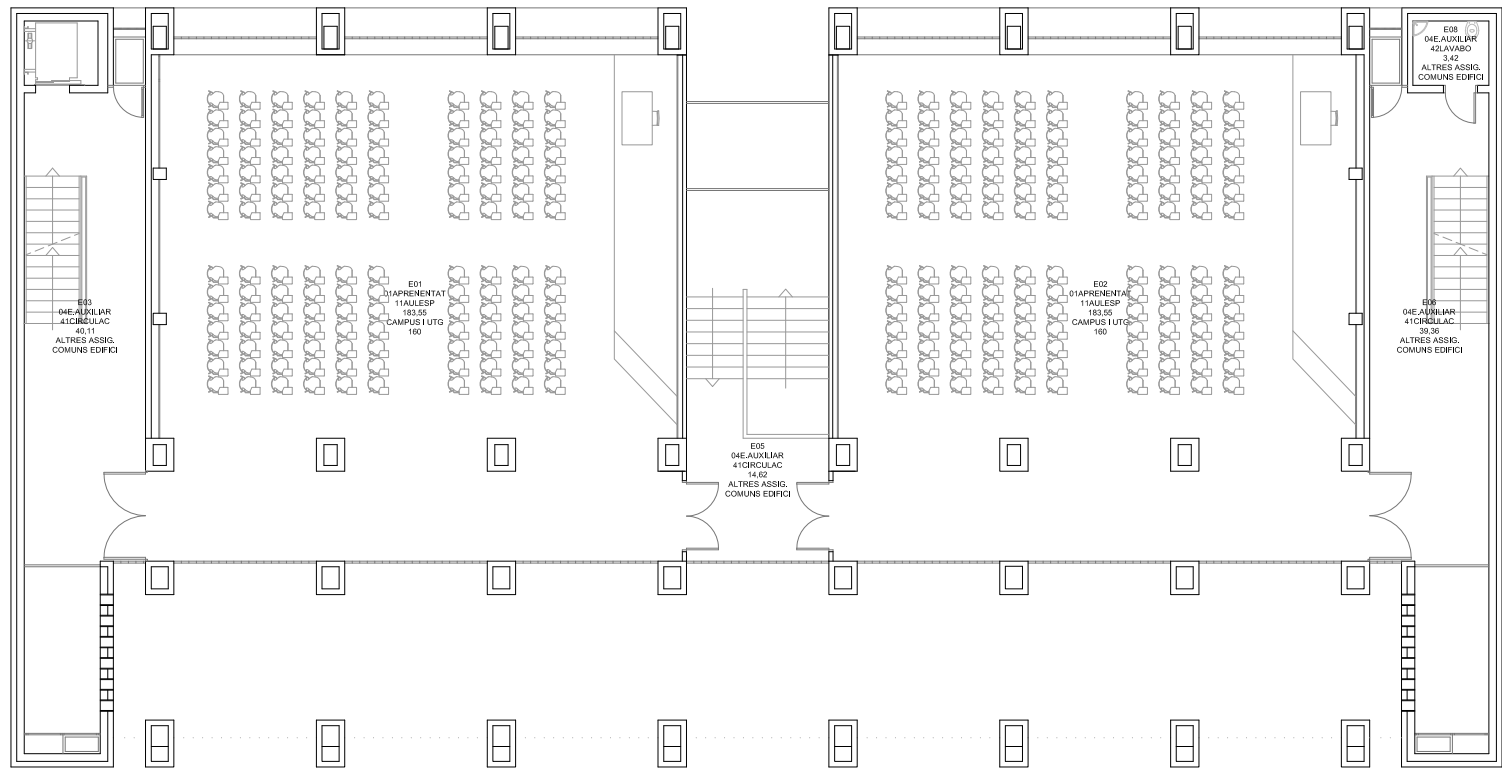 E08
04E.AUXILIAR
42LAVABO
3,42
ALTRES ASSIG.
COMUNS EDIFICI
E03
04E.AUXILIAR
41CIRCULAC
40,11
ALTRES ASSIG.
COMUNS EDIFICI
E01
01APRENENTAT
11AULESP
183,55
CAMPUS I UTG
160
E05
04E.AUXILIAR
41CIRCULAC
14,62
ALTRES ASSIG.
COMUNS EDIFICI
E02
01APRENENTAT
11AULESP
183,55
CAMPUS I UTG
160
E06
04E.AUXILIAR
41CIRCULAC
39,36
ALTRES ASSIG.
COMUNS EDIFICI